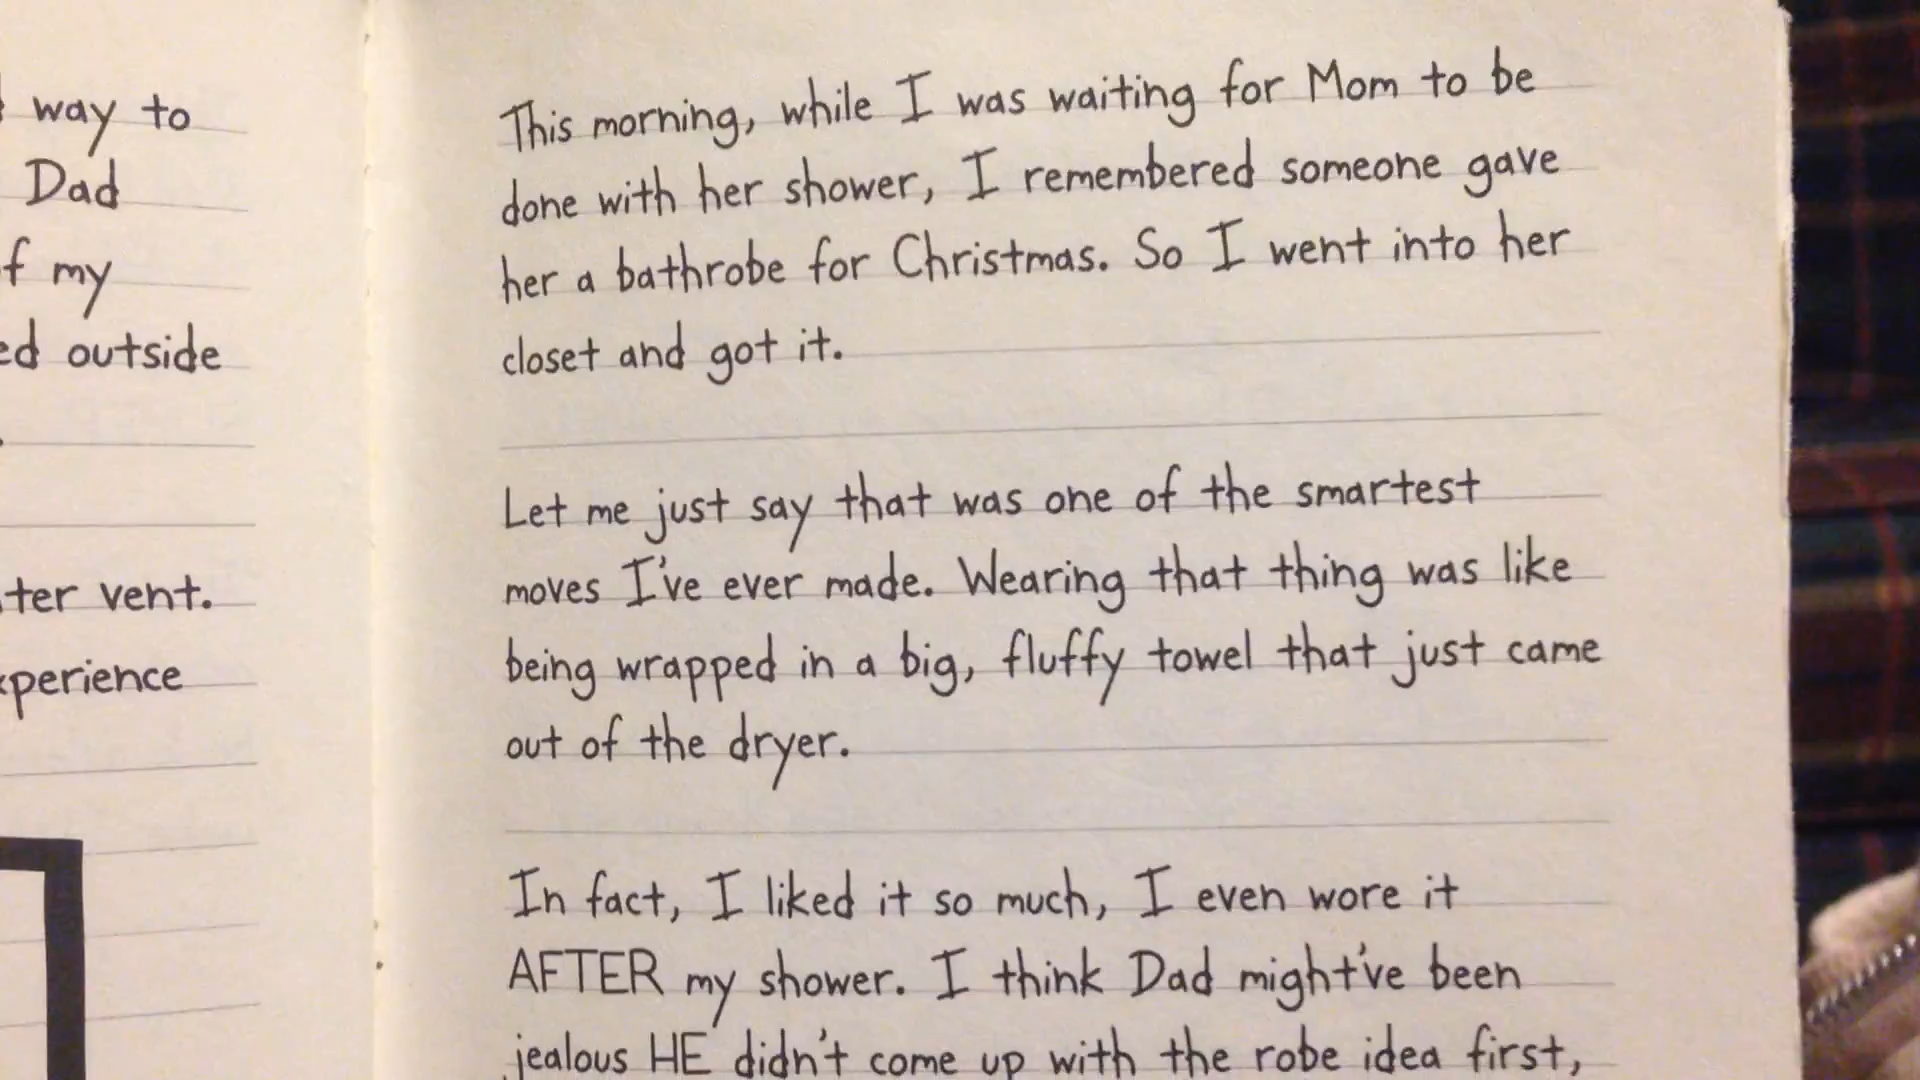 way to
Dad
f my
ed outside
ter vent.
perience
This morning, while I was waiting for Mom to be
done with her shower, I remembered someone gave
her a bathrobe for Christmas. So I went into her
closet and got it.
Let me just say that was one of the smartest
moves I've ever made. Wearing that thing was like
being wrapped in a big, fluffy towel that just came
out of the dryer.
In fact, I liked it so much, I even wore it
AFTER my shower. I think Dad might've been
jealous HE didn't come up with the robe idea first,